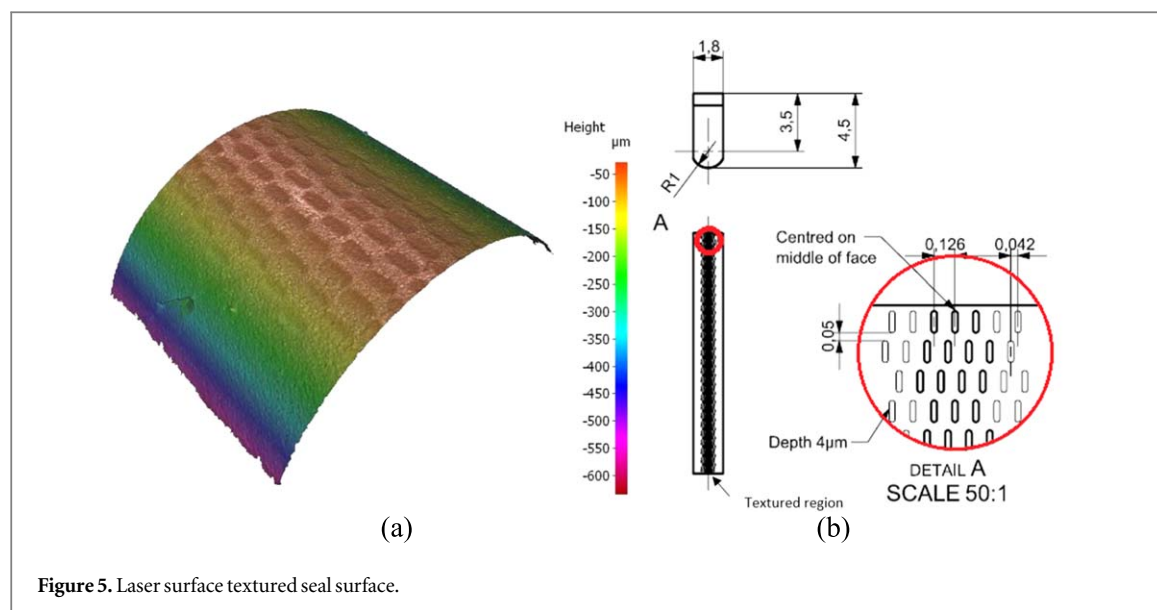 Height
μm
-50
-100
-150
-200
-250
-300
-350
-400
-450
-500
-550
-600
(a)
1,8
3,5
4,5
R1
A
Centred on
middle of face
0,126
0,042
0,05
Depth 4μm
DETAIL A
SCALE 50:1
Textured region
(b)
Figure 5. Laser surface textured seal surface.